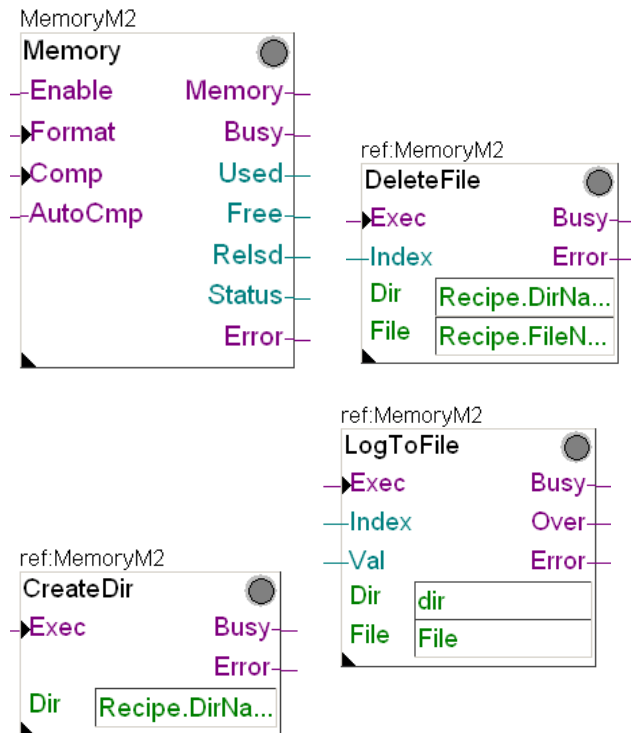 MemoryM2
Memory
Enable Memory
Format Busy
Comp Used
AutoCmp Free
Relsd
Status
Error
ref:MemoryM2
DeleteFile
Exec Busy
Index Error
Dir Recipe.DirNa...
File Recipe.FileN...
ref:MemoryM2
LogToFile
Exec Busy
Index Over
Val Error
Dir dir
File File
ref:MemoryM2
CreateDir
Exec Busy
Error
Dir Recipe.DirNa...